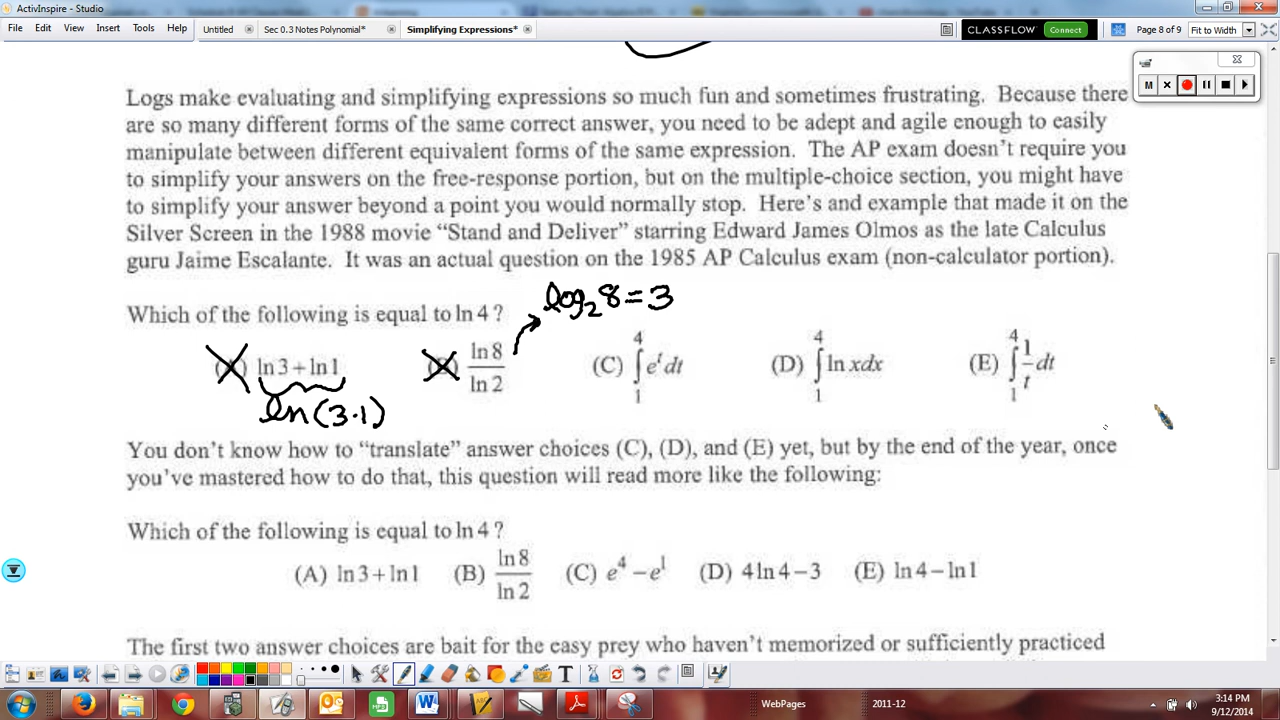 ActivInspire - Studio
File Edit View Insert Tools Help Untitled Sec 0.3 Notes Polynomial* Simplifying Expressions* CLASSFLOW Connect Page 8 of 9 Fit to Width
M
Logs make evaluating and simplifying expressions so much fun and sometimes frustrating. Because there
are so many different forms of the same correct answer, you need to be adept and agile enough to easily
manipulate between different equivalent forms of the same expression. The AP exam doesn't require you
to simplify your answers on the free-response portion, but on the multiple-choice section, you might have
to simplify your answer beyond a point you would normally stop. Here's and example that made it on the
Silver Screen in the 1988 movie "Stand and Deliver" starring Edward James Olmos as the late Calculus
guru Jaime Escalante. It was an actual question on the 1985 AP Calculus exam (non-calculator portion).
log₂ 8 = 3
Which of the following is equal to ln 4 ?
ln 3 + ln 1 ln 8 / ln 2 (C) ∫₁⁴ eᵗ dt (D) ∫₁⁴ ln x dx (E) ∫₁⁴ 1/t dt
ln(3·1)
You don't know how to "translate" answer choices (C), (D), and (E) yet, but by the end of the year, once
you've mastered how to do that, this question will read more like the following:
Which of the following is equal to ln 4 ?
(A) ln 3 + ln 1 (B) ln 8 / ln 2 (C) e⁴ − e¹ (D) 4 ln 4 − 3 (E) ln 4 − ln 1
The first two answer choices are bait for the easy prey who haven't memorized or sufficiently practiced
WebPages 2011-12 3:14 PM
9/12/2014